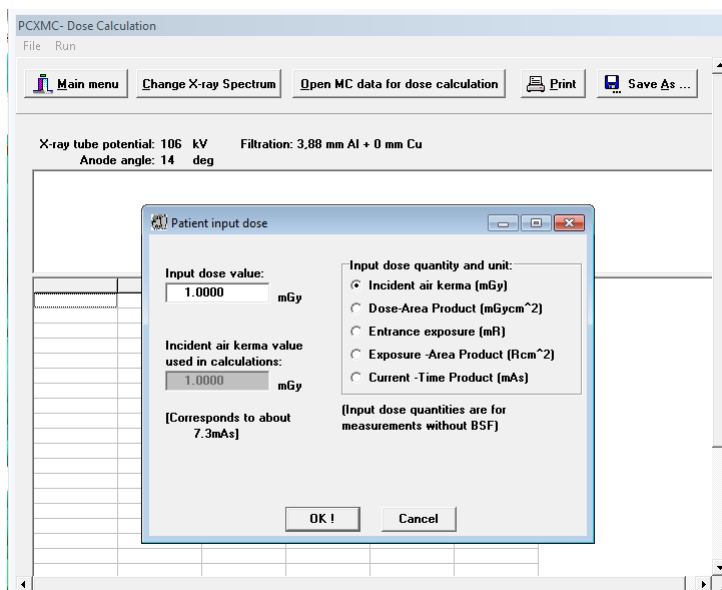 PCXMC- Dose Calculation
File Run
Main menu Change X-ray Spectrum Open MC data for dose calculation Print Save As ...
X-ray tube potential: 106 kV Filtration: 3,88 mm Al + 0 mm Cu
Anode angle: 14 deg
Patient input dose
Input dose value:
1.0000 mGy
Incident air kerma value
used in calculations:
1.0000 mGy
[Corresponds to about
7.3mAs]
Input dose quantity and unit:
Incident air kerma (mGy)
Dose-Area Product (mGycm^2)
Entrance exposure (mR)
Exposure -Area Product (Rcm^2)
Current -Time Product (mAs)
(Input dose quantities are for
measurements without BSF)
OK ! Cancel